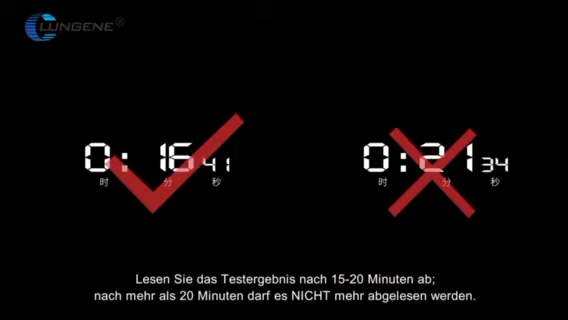 CLUNGENE®
0:16 41
时 分 秒
0:21 34
时 分 秒
Lesen Sie das Testergebnis nach 15-20 Minuten ab;
nach mehr als 20 Minuten darf es NICHT mehr abgelesen werden.